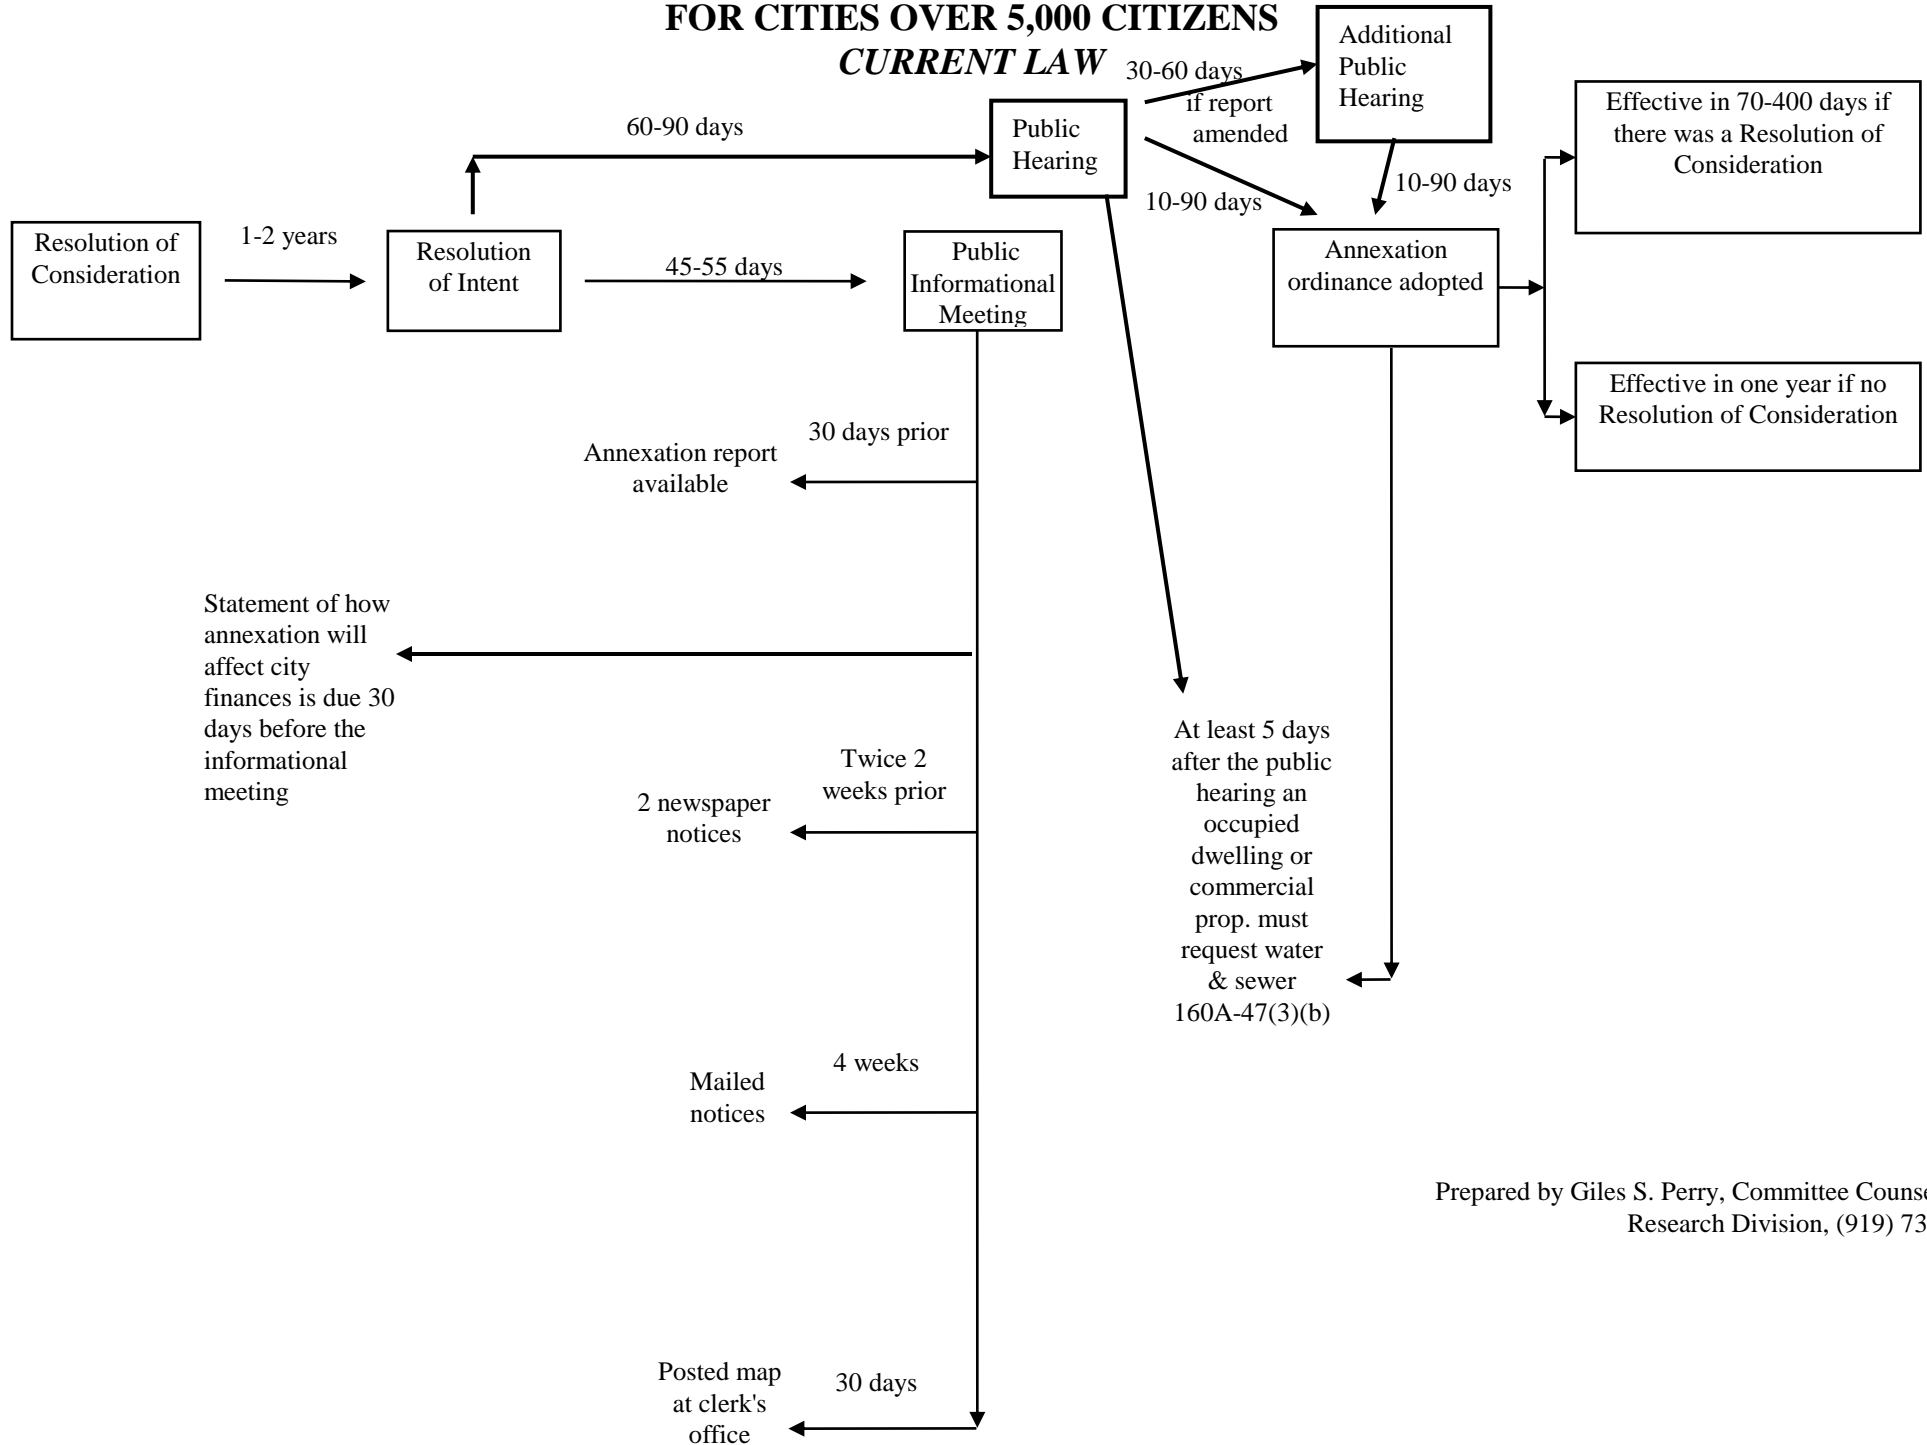 FOR CITIES OVER 5,000 CITIZENS
CURRENT LAW
Additional
Public
Hearing
30-60 days
if report
amended
Effective in 70-400 days if
there was a Resolution of
Consideration
60-90 days
Public
Hearing
10-90 days
10-90 days
Resolution of
Consideration
1-2 years
Resolution
of Intent
45-55 days
Public
Informational
Meeting
Annexation
ordinance adopted
Effective in one year if no
Resolution of Consideration
30 days prior
Annexation report
available
Statement of how
annexation will
affect city
finances is due 30
days before the
informational
meeting
Twice 2
weeks prior
2 newspaper
notices
At least 5 days
after the public
hearing an
occupied
dwelling or
commercial
prop. must
request water
& sewer
160A-47(3)(b)
4 weeks
Mailed
notices
Prepared by Giles S. Perry, Committee
Research Division, (919) 73
Posted map
at clerk's
office
30 days